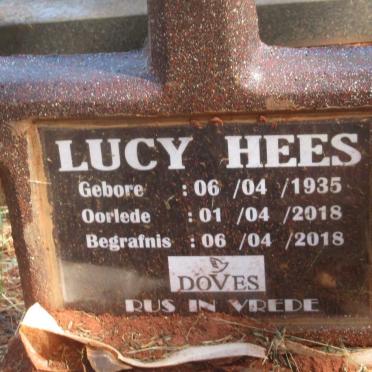 LUCY HEES
Gebore : 06 / 04 / 1935
Oorlede : 01 / 04 / 2018
Begrafnis : 06 / 04 / 2018
DOVES
RUS IN VREDE